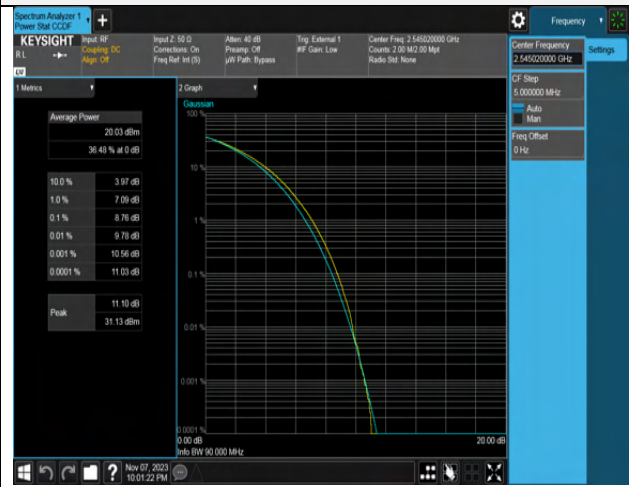 Spectrum Analyzer 1
Power Stat CCDF
+
Frequency
KEYSIGHT
RL
Input: RF
Coupling: DC
Align: Off
Input Z: 50 Ω
Corrections: On
Freq Ref: Int (S)
Atten: 40 dB
Preamp: Off
µW Path: Bypass
Trig: External 1
#IF Gain: Low
Center Freq: 2.545020000 GHz
Counts: 2.00 M/2.00 Mpt
Radio Std: None
Center Frequency
2.545020000 GHz
Settings
CF Step
5.000000 MHz
Auto
Man
Freq Offset
0 Hz
1 Metrics
Average Power
20.03 dBm
36.48 % at 0 dB
10.0 % 3.97 dB
1.0 % 7.09 dB
0.1 % 8.76 dB
0.01 % 9.78 dB
0.001 % 10.56 dB
0.0001 % 11.03 dB
Peak
11.10 dB
31.13 dBm
2 Graph
Gaussian
100 %
10 %
1 %
0.1 %
0.01 %
0.001 %
0.0001 %
0.00 dB 20.00 dB
Info BW 90.000 MHz
?
Nov 07, 2023
10:01:22 PM